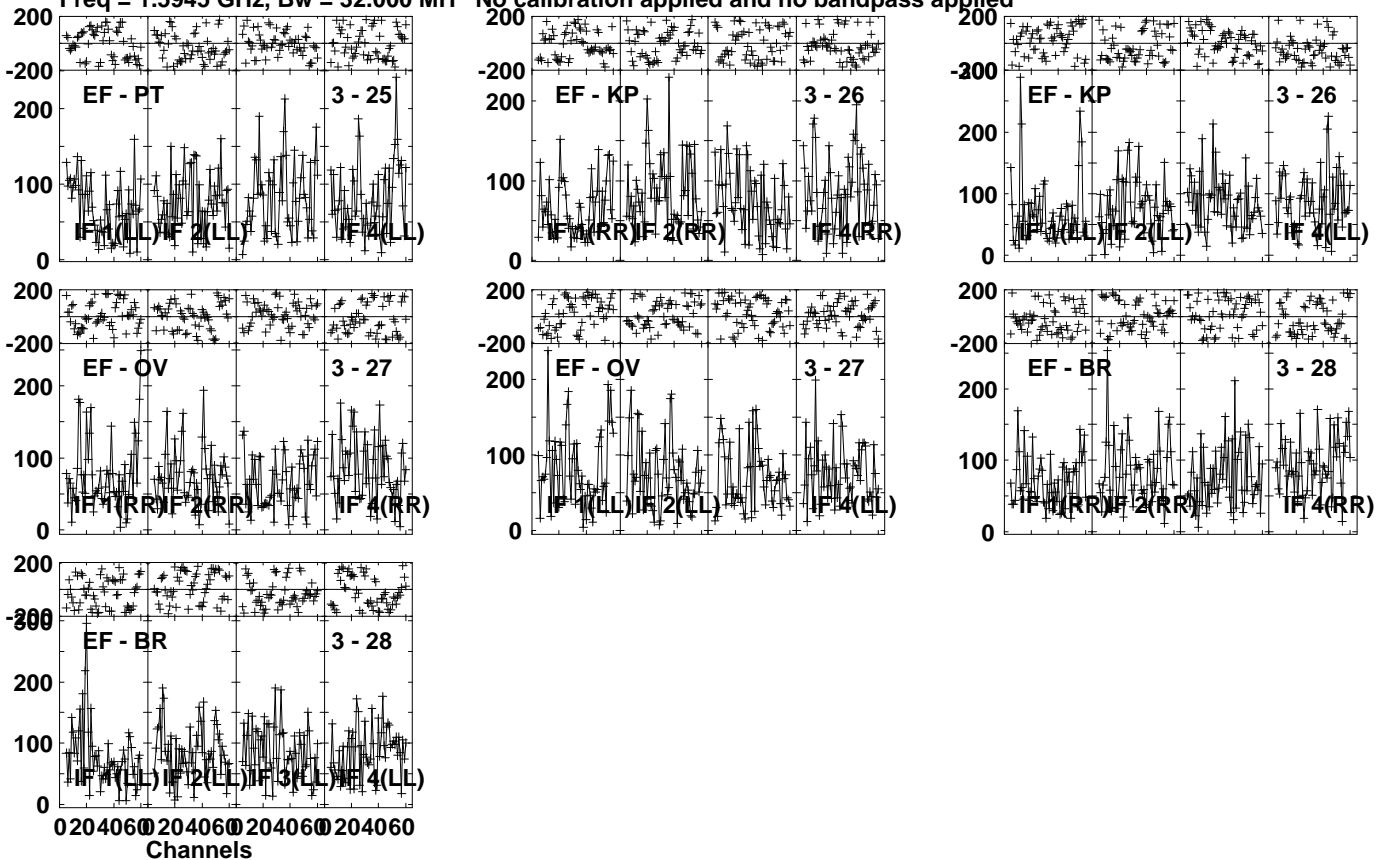 Freq = 1.5945 GHz, Bw = 32.000 MH No calibration applied and no bandpass applied
200
-200
200
100
0
EF - PT
3 - 25
IF 1(LL)
IF 2(LL)
IF 4(LL)
200
-200
200
100
0
EF - KP
3 - 26
IF 1(RR)
IF 2(RR)
IF 4(RR)
200
-200
300
200
100
0
EF - KP
3 - 26
IF 1(LL)
IF 2(LL)
IF 4(LL)
200
-200
200
100
0
EF - OV
3 - 27
IF 1(RR)
IF 2(RR)
IF 4(RR)
200
-200
200
100
0
EF - OV
3 - 27
IF 1(LL)
IF 2(LL)
IF 4(LL)
200
-200
200
100
0
EF - BR
3 - 28
IF 1(RR)
IF 2(RR)
IF 4(RR)
200
-200
300
200
100
0
EF - BR
3 - 28
IF 1(LL)
IF 2(LL)
IF 3(LL)
IF 4(LL)
0 20 40 60 0 20 40 60 0 20 40 60 0 20 40 60
Channels